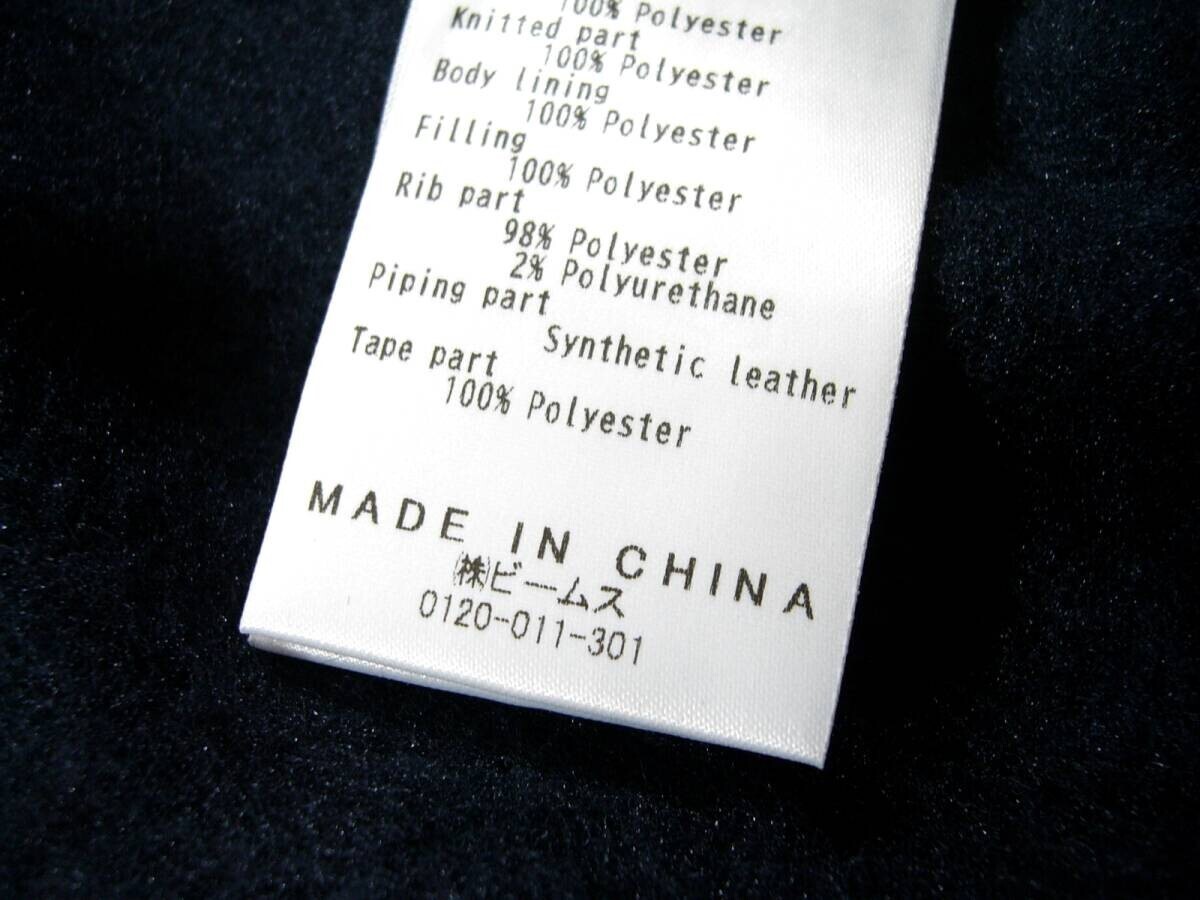 100% Polyester
Knitted part
100% Polyester
Body lining
100% Polyester
Filling
100% Polyester
Rib part
98% Polyester
2% Polyurethane
Piping part
Synthetic leather
Tape part
100% Polyester
MADE IN CHINA
㈱ビームス
0120-011-301